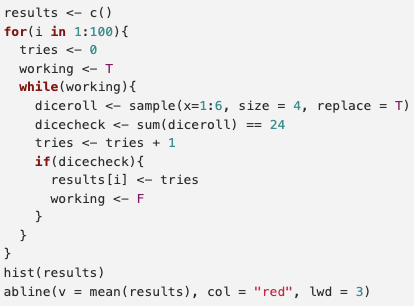 results <- c()
for(i in 1:100){
  tries <- 0
  working <- T
  while(working){
    diceroll <- sample(x=1:6, size = 4, replace = T)
    dicecheck <- sum(diceroll) == 24
    tries <- tries + 1
    if(dicecheck){
      results[i] <- tries
      working <- F
    }
  }
}
hist(results)
abline(v = mean(results), col = "red", lwd = 3)